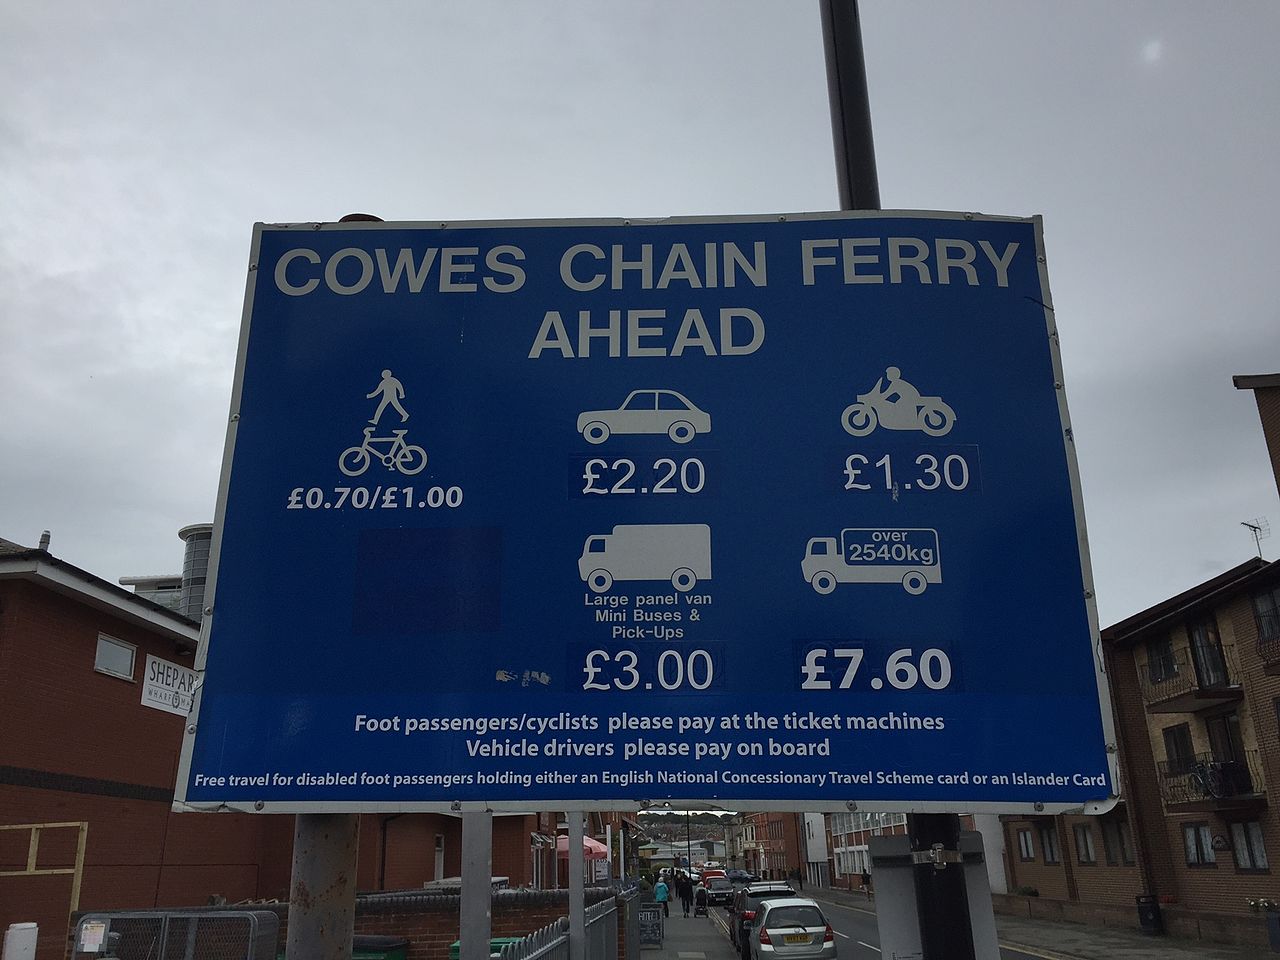 COWES CHAIN FERRY
AHEAD
£0.70/£1.00
£2.20
£1.30
Large panel van
Mini Buses &
Pick-Ups
£3.00
over
2540kg
£7.60
Foot passengers/cyclists please pay at the ticket machines
Vehicle drivers please pay on board
Free travel for disabled foot passengers holding either an English National Concessionary Travel Scheme card or an Islander Card
SHEPAR
WHARF